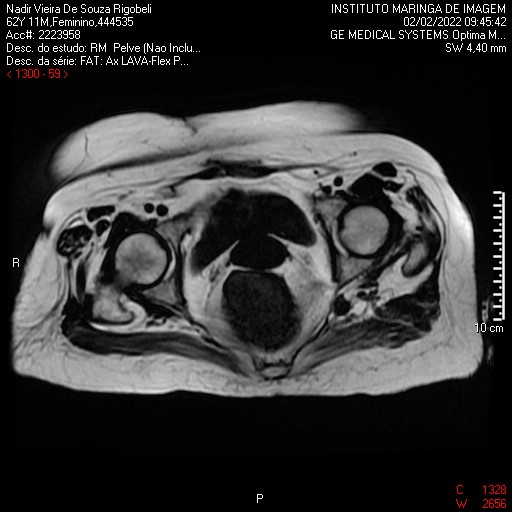 Nadir Vieira De Souza Rigobeli
62Y 11M,Feminino,444535
Acc#: 2223958
Desc. do estudo: RM Pelve (Nao Inclu...
Desc. da série: FAT: Ax LAVA-Flex P...
< 1300 - 59 >
INSTITUTO MARINGA DE IMAGEM
02/02/2022 09:45:42
GE MEDICAL SYSTEMS Optima M...
SW 4,40 mm
R
10 cm
P
C 1328
W 2656